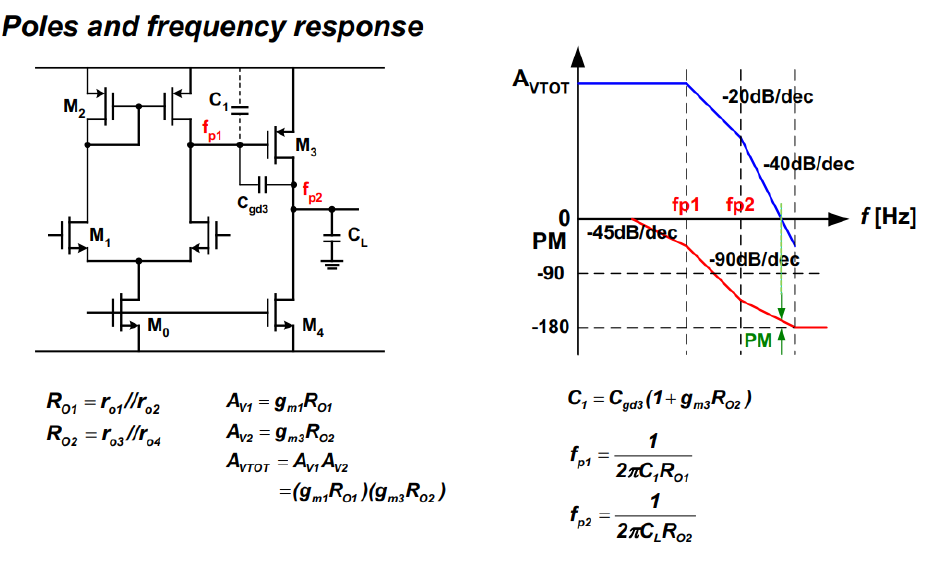 Poles and frequency response
M2
C1
fp1
M3
Cgd3
fp2
CL
M1
M0
M4
AVTOT
-20dB/dec
-40dB/dec
fp1
fp2
0
f [Hz]
PM
-45dB/dec
-90dB/dec
-90
-180
PM
RO1 = ro1//ro2
RO2 = ro3//ro4
AV1 = gm1RO1
AV2 = gm3RO2
AVTOT = AV1AV2
=(gm1RO1)(gm3RO2)
C1 = Cgd3(1+ gm3RO2)
fp1 = 1 / 2πC1RO1
fp2 = 1 / 2πCLRO2